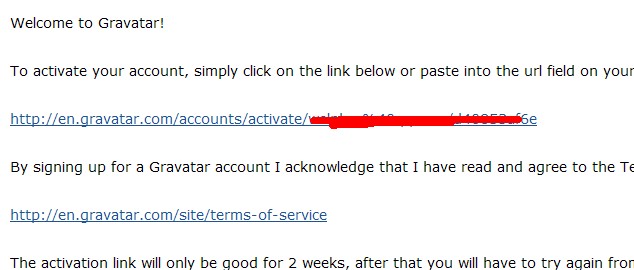 Welcome to Gravatar!
To activate your account, simply click on the link below or paste into the url field on your
http://en.gravatar.com/accounts/activate/
By signing up for a Gravatar account I acknowledge that I have read and agree to the Te
http://en.gravatar.com/site/terms-of-service
The activation link will only be good for 2 weeks, after that you will have to try again from